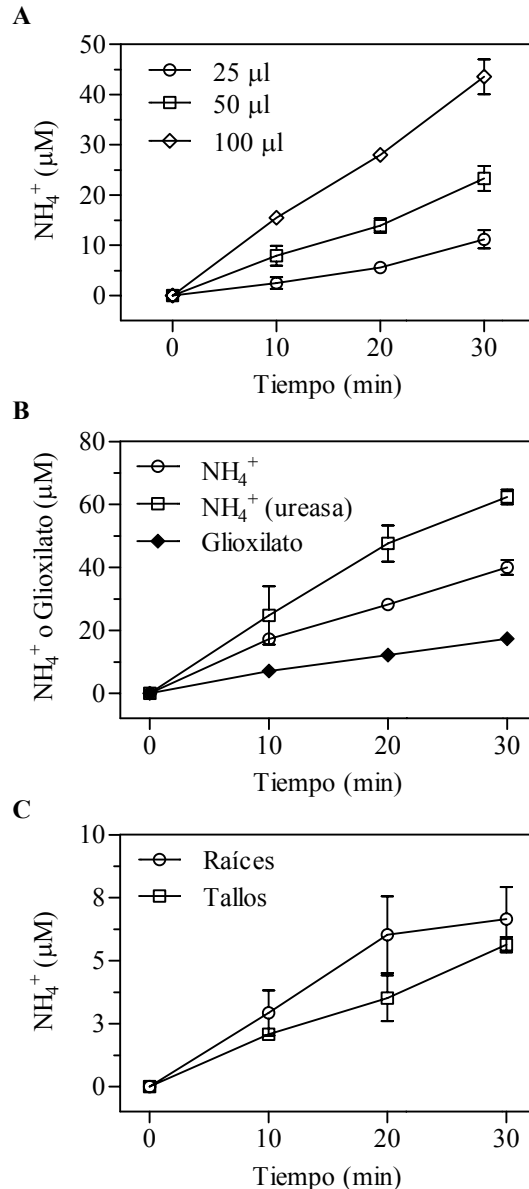 A
50
40
30
20
10
0
NH₄⁺ (μM)
25 μl
50 μl
100 μl
0 10 20 30
Tiempo (min)
B
80
60
40
20
0
NH₄⁺ o Glioxilato (μM)
NH₄⁺
NH₄⁺ (ureasa)
Glioxilato
0 10 20 30
Tiempo (min)
C
10
8
5
3
0
NH₄⁺ (μM)
Raíces
Tallos
0 10 20 30
Tiempo (min)